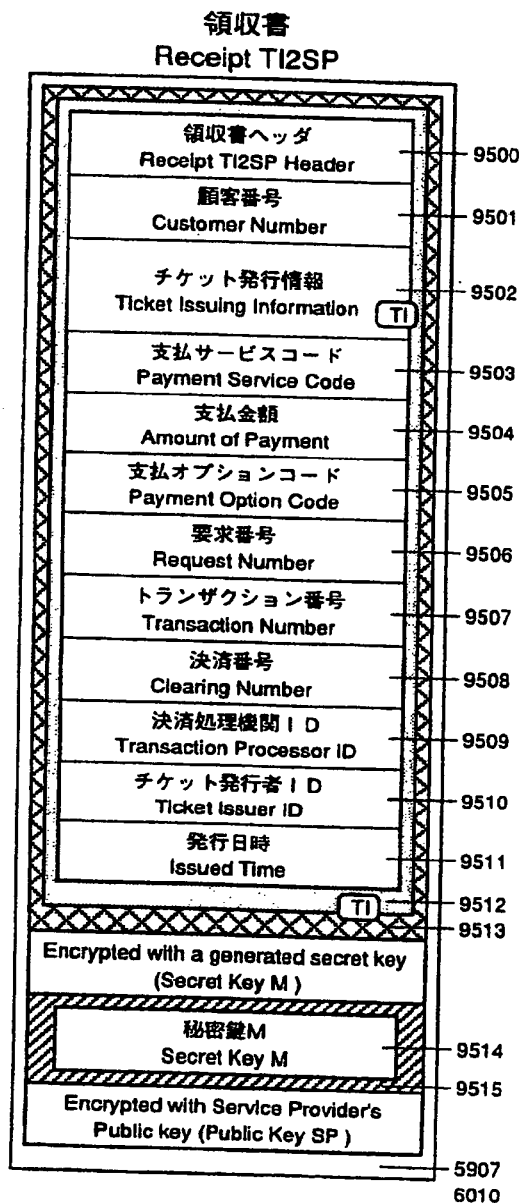 領収書
Receipt TI2SP
領収書ヘッダ
Receipt TI2SP Header
9500
顧客番号
Customer Number
9501
チケット発行情報
Ticket Issuing Information
TI
9502
支払サービスコード
Payment Service Code
9503
支払金額
Amount of Payment
9504
支払オプションコード
Payment Option Code
9505
要求番号
Request Number
9506
トランザクション番号
Transaction Number
9507
決済番号
Clearing Number
9508
決済処理機関ID
Transaction Processor ID
9509
チケット発行者ID
Ticket Issuer ID
9510
発行日時
Issued Time
9511
TI
9512
9513
Encrypted with a generated secret key
(Secret Key M )
秘密鍵M
Secret Key M
9514
9515
Encrypted with Service Provider's
Public key (Public Key SP )
5907
6010